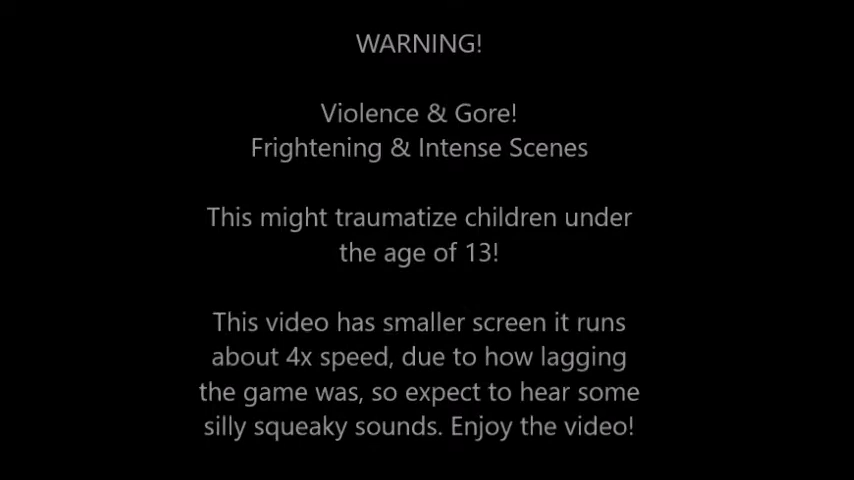 WARNING!
Violence & Gore!
Frightening & Intense Scenes
This might traumatize children under
the age of 13!
This video has smaller screen it runs
about 4x speed, due to how lagging
the game was, so expect to hear some
silly squeaky sounds. Enjoy the video!